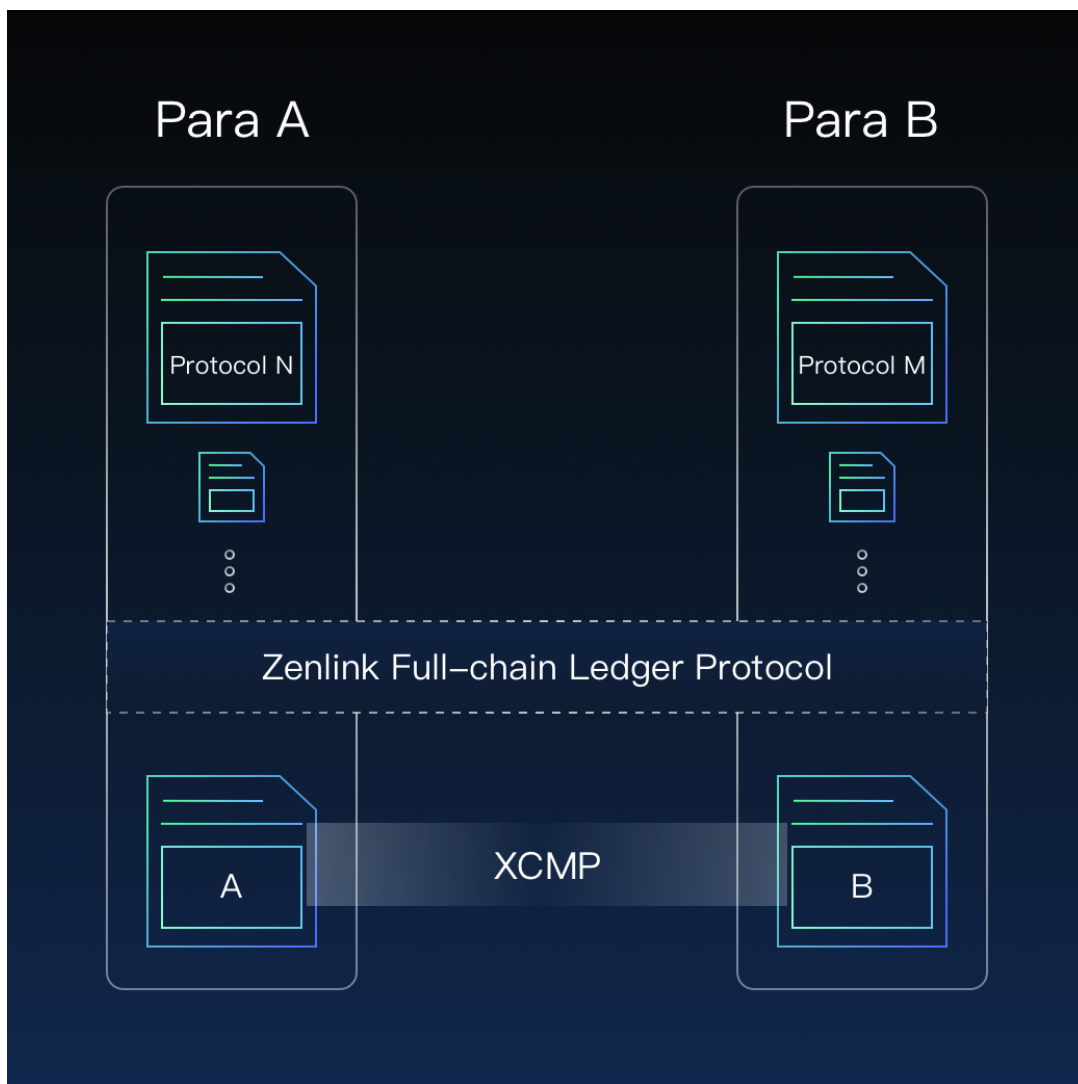 Para A
Para B
Protocol N
Protocol M
Zenlink Full-chain Ledger Protocol
A
XCMP
B